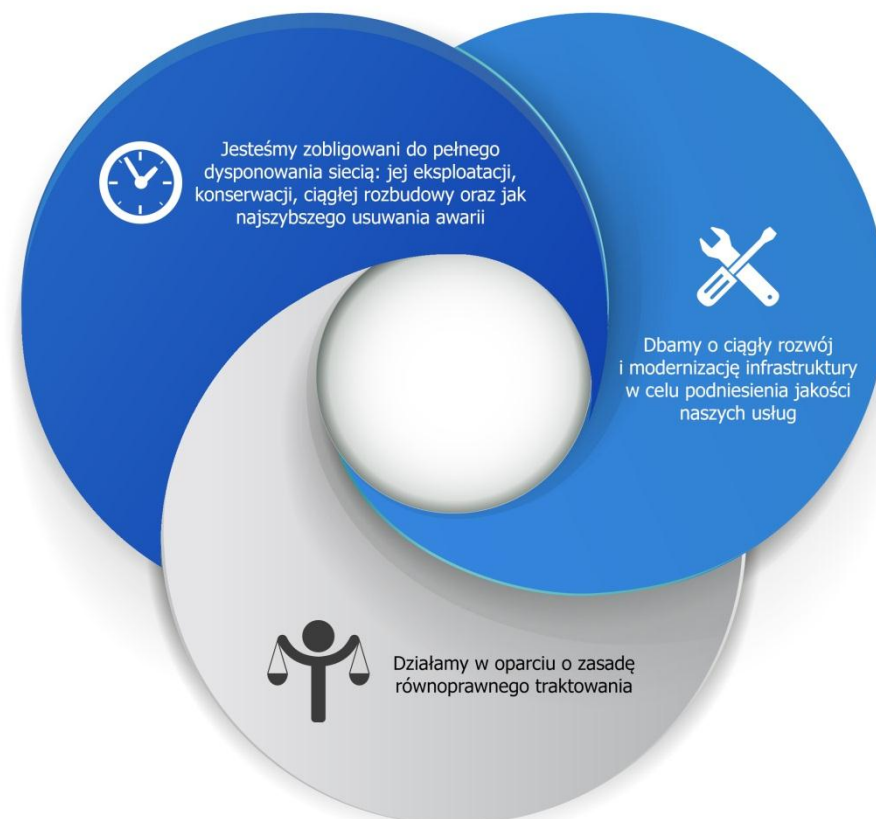 Jesteśmy zobligowani do pełnego
dysponowania siecią: jej eksploatacji,
konserwacji, ciągłej rozbudowy oraz jak
najszybszego usuwania awarii
Dbamy o ciągły rozwój
i modernizację infrastruktury
w celu podniesienia jakości
naszych usług
Działamy w oparciu o zasadę
równoprawnego traktowania